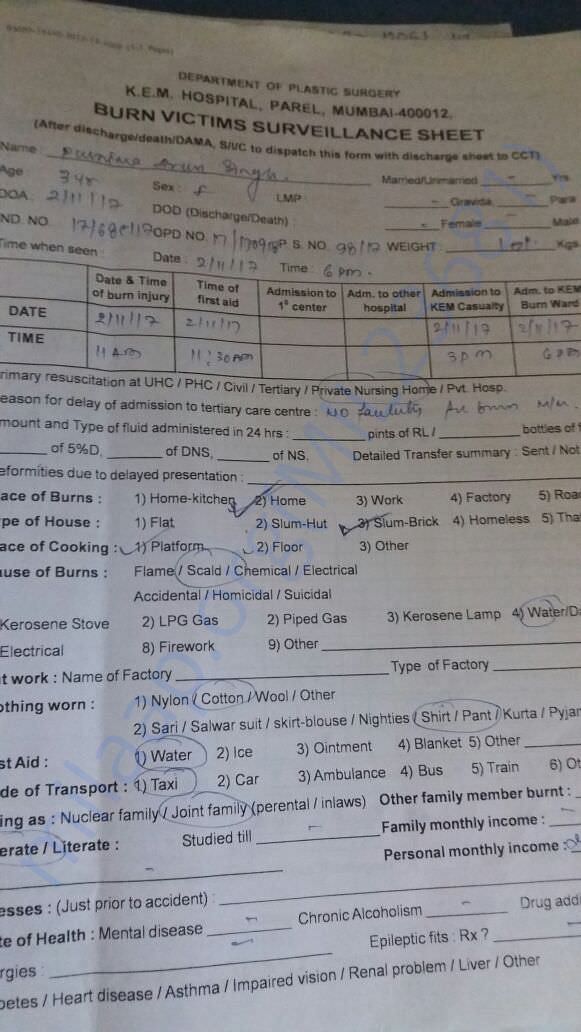 DEPARTMENT OF PLASTIC SURGERY
K.E.M. HOSPITAL, PAREL, MUMBAI-400012.
BURN VICTIMS SURVEILLANCE SHEET
(After discharge/death/DAMA, S/I/C to dispatch this form with discharge sheet to CCT)
Name : Singh. Married/Unmarried - Yrs
Age 3 yr Sex : f LMP : - Gravida, Para
DOA. 2/11/17 DOD (Discharge/Death) : - Female - Male
IND. NO. OPD NO. P. S. NO. 98/17 WEIGHT : Kgs
Time when seen : Date : 2/11/17 Time : 6 pm.
Date & Time of burn injury Time of first aid Admission to 1° center Adm. to other hospital Admission to KEM Casualty Adm. to KEM Burn Ward
DATE 2/11/17 2/11/17 2/11/17 2/11/17
TIME 11 Am 11:30am 3 pm 6 pm
rimary resuscitation at UHC / PHC / Civil / Tertiary / Private Nursing Home / Pvt. Hosp.
eason for delay of admission to tertiary care centre : NO
mount and Type of fluid administered in 24 hrs : pints of RL / bottles of
of 5%D, of DNS, of NS. Detailed Transfer summary : Sent / Not
eformities due to delayed presentation :
ace of Burns : 1) Home-kitchen 2) Home 3) Work 4) Factory 5) Roa
pe of House : 1) Flat 2) Slum-Hut 3) Slum-Brick 4) Homeless 5) Tha
ace of Cooking : 1) Platform 2) Floor 3) Other
use of Burns : Flame / Scald / Chemical / Electrical
Accidental / Homicidal / Suicidal
Kerosene Stove 2) LPG Gas 2) Piped Gas 3) Kerosene Lamp 4) Water/Da
Electrical 8) Firework 9) Other
t work : Name of Factory Type of Factory
othing worn : 1) Nylon / Cotton / Wool / Other
2) Sari / Salwar suit / skirt-blouse / Nighties / Shirt / Pant / Kurta / Pyjam
st Aid : 1) Water 2) Ice 3) Ointment 4) Blanket 5) Other
de of Transport : 1) Taxi 2) Car 3) Ambulance 4) Bus 5) Train 6) Ot
ing as : Nuclear family / Joint family (perental / inlaws) Other family member burnt :
erate / Literate : Studied till - Family monthly income : -
Personal monthly income :
esses : (Just prior to accident) :
te of Health : Mental disease - Chronic Alcoholism - Drug addi
rgies : Epileptic fits : Rx ? -
betes / Heart disease / Asthma / Impaired vision / Renal problem / Liver / Other